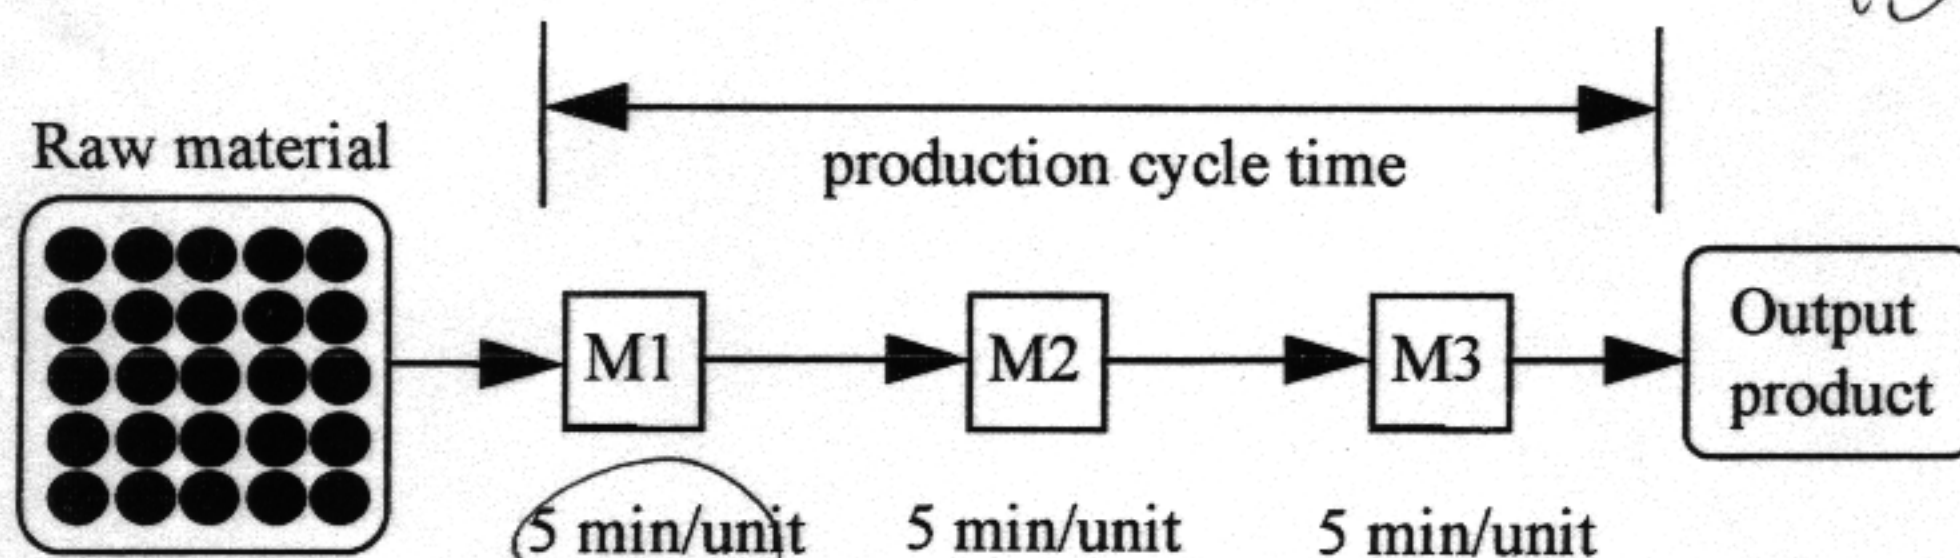 Raw material
production cycle time
M1
M2
M3
Output
product
5 min/unit
5 min/unit
5 min/unit